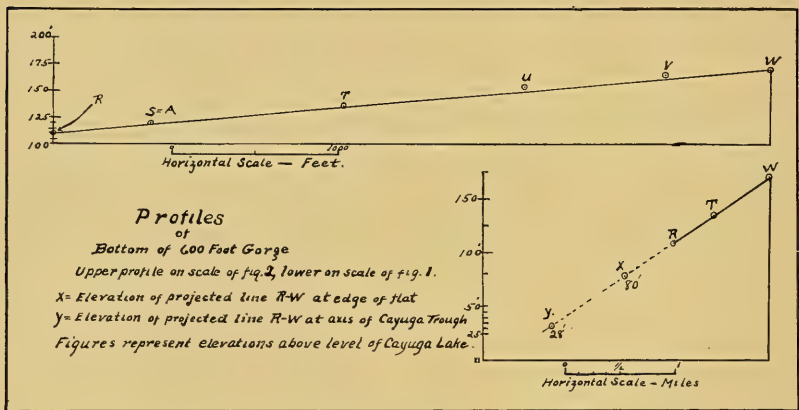 200'
175
150
125
100
R
S=A
T
U
V
W
0 1000
Horizontal Scale — Feet.
Profiles
of
Bottom of 600 Foot Gorge
Upper profile on scale of fig. 2, lower on scale of fig. 1.
X= Elevation of projected line R-W at edge of flat
Y= Elevation of projected line R-W at axis of Cayuga Trough
Figures represent elevations above level of Cayuga Lake.
150
100'
50'
25
0
W
T
R
X
80'
Y.
28'
0 1/2 1
Horizontal Scale - Miles